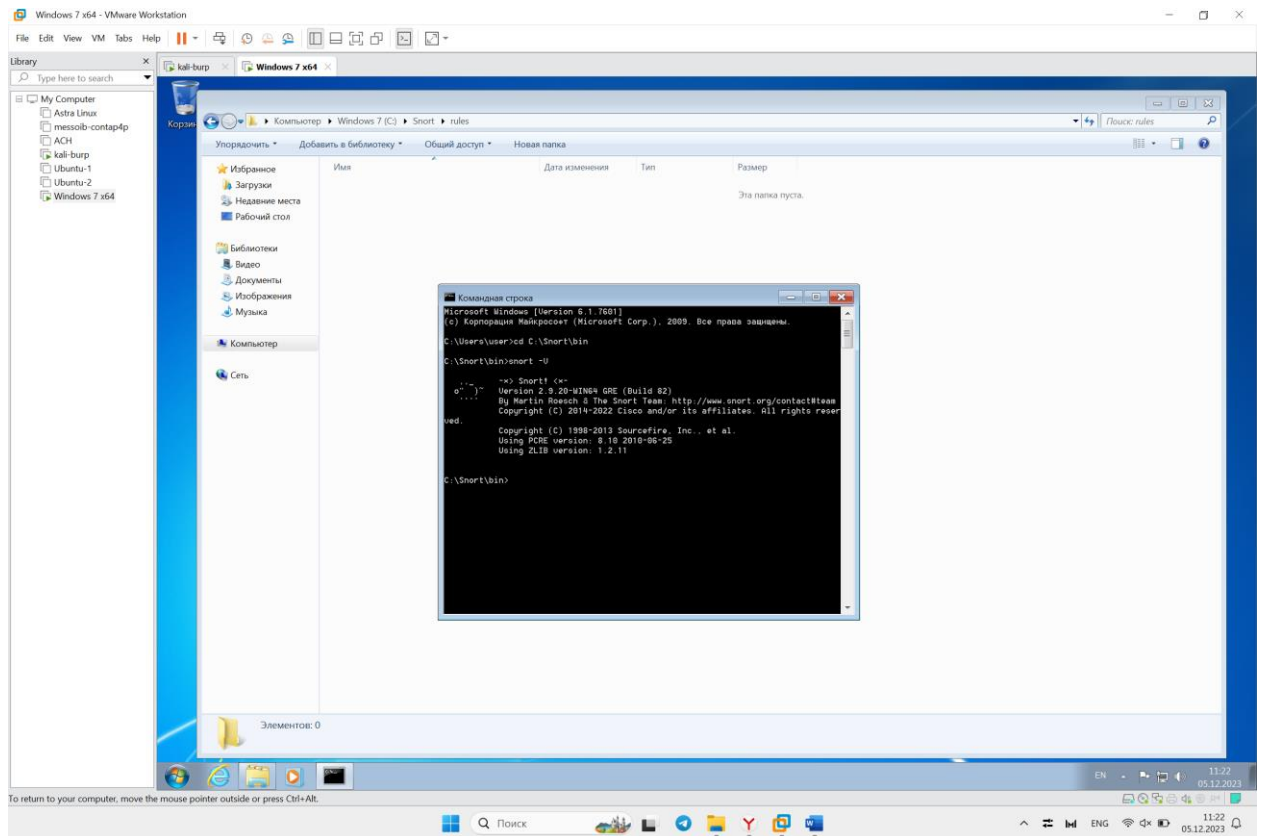 Windows 7 x64 - VMware Workstation
File Edit View VM Tabs Help
Library
Type here to search
My Computer
Astra Linux
messoib-contap4p
ACH
kali-burp
Ubuntu-1
Ubuntu-2
Windows 7 x64
kali-burp
Windows 7 x64
Компьютер Windows 7 (C:) Snort rules
Поиск: rules
Упорядочить Добавить в библиотеку Общий доступ Новая папка
Избранное
Загрузки
Недавние места
Рабочий стол
Библиотеки
Видео
Документы
Изображения
Музыка
Компьютер
Сеть
Имя Дата изменения Тип Размер
Эта папка пуста.
Командная строка
Microsoft Windows [Version 6.1.7601]
(c) Корпорация Майкрософт (Microsoft Corp.), 2009. Все права защищены.
C:\Users\user>cd C:\Snort\bin
C:\Snort\bin>snort -V
,,_ -*> Snort! <*-
o" )~ Version 2.9.20-WIN64 GRE (Build 82)
'''' By Martin Roesch & The Snort Team: http://www.snort.org/contact#team
Copyright (C) 2014-2022 Cisco and/or its affiliates. All rights reser
ved.
Copyright (C) 1998-2013 Sourcefire, Inc., et al.
Using PCRE version: 8.10 2010-06-25
Using ZLIB version: 1.2.11
C:\Snort\bin>
Элементов: 0
EN
11:22
05.12.2023
To return to your computer, move the mouse pointer outside or press Ctrl+Alt.
Поиск
ENG
11:22
05.12.2023